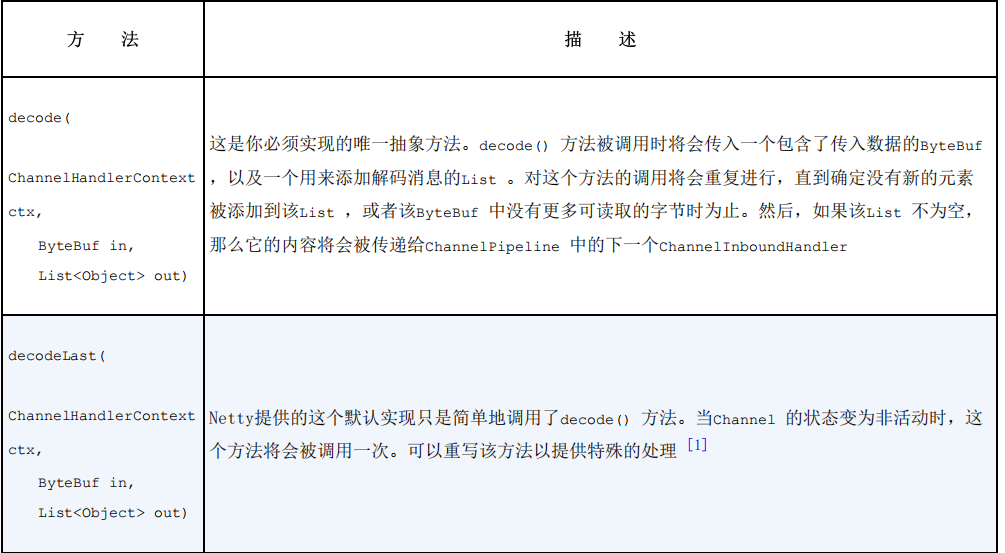 方 法
描 述
decode(
ChannelHandlerContext
ctx,
ByteBuf in,
List<Object> out)
这是你必须实现的唯一抽象方法。decode() 方法被调用时将会传入一个包含了传入数据的ByteBuf
，以及一个用来添加解码消息的List 。对这个方法的调用将会重复进行，直到确定没有新的元素
被添加到该List ，或者该ByteBuf 中没有更多可读取的字节时为止。然后，如果该List 不为空，
那么它的内容将会被传递给ChannelPipeline 中的下一个ChannelInboundHandler
decodeLast(
ChannelHandlerContext
ctx,
ByteBuf in,
List<Object> out)
Netty提供的这个默认实现只是简单地调用了decode() 方法。当Channel 的状态变为非活动时，这
个方法将会被调用一次。可以重写该方法以提供特殊的处理 [1]